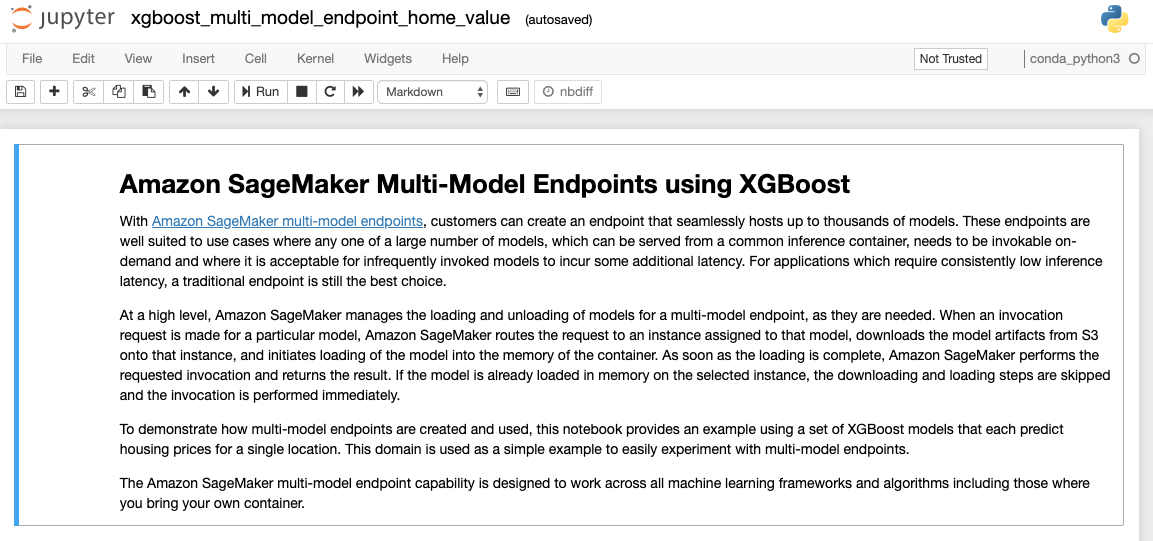 jupyter xgboost_multi_model_endpoint_home_value (autosaved)
File Edit View Insert Cell Kernel Widgets Help Not Trusted conda_python3
Run Markdown nbdiff
Amazon SageMaker Multi-Model Endpoints using XGBoost
With Amazon SageMaker multi-model endpoints, customers can create an endpoint that seamlessly hosts up to thousands of models. These endpoints are
well suited to use cases where any one of a large number of models, which can be served from a common inference container, needs to be invokable on-
demand and where it is acceptable for infrequently invoked models to incur some additional latency. For applications which require consistently low inference
latency, a traditional endpoint is still the best choice.
At a high level, Amazon SageMaker manages the loading and unloading of models for a multi-model endpoint, as they are needed. When an invocation
request is made for a particular model, Amazon SageMaker routes the request to an instance assigned to that model, downloads the model artifacts from S3
onto that instance, and initiates loading of the model into the memory of the container. As soon as the loading is complete, Amazon SageMaker performs the
requested invocation and returns the result. If the model is already loaded in memory on the selected instance, the downloading and loading steps are skipped
and the invocation is performed immediately.
To demonstrate how multi-model endpoints are created and used, this notebook provides an example using a set of XGBoost models that each predict
housing prices for a single location. This domain is used as a simple example to easily experiment with multi-model endpoints.
The Amazon SageMaker multi-model endpoint capability is designed to work across all machine learning frameworks and algorithms including those where
you bring your own container.